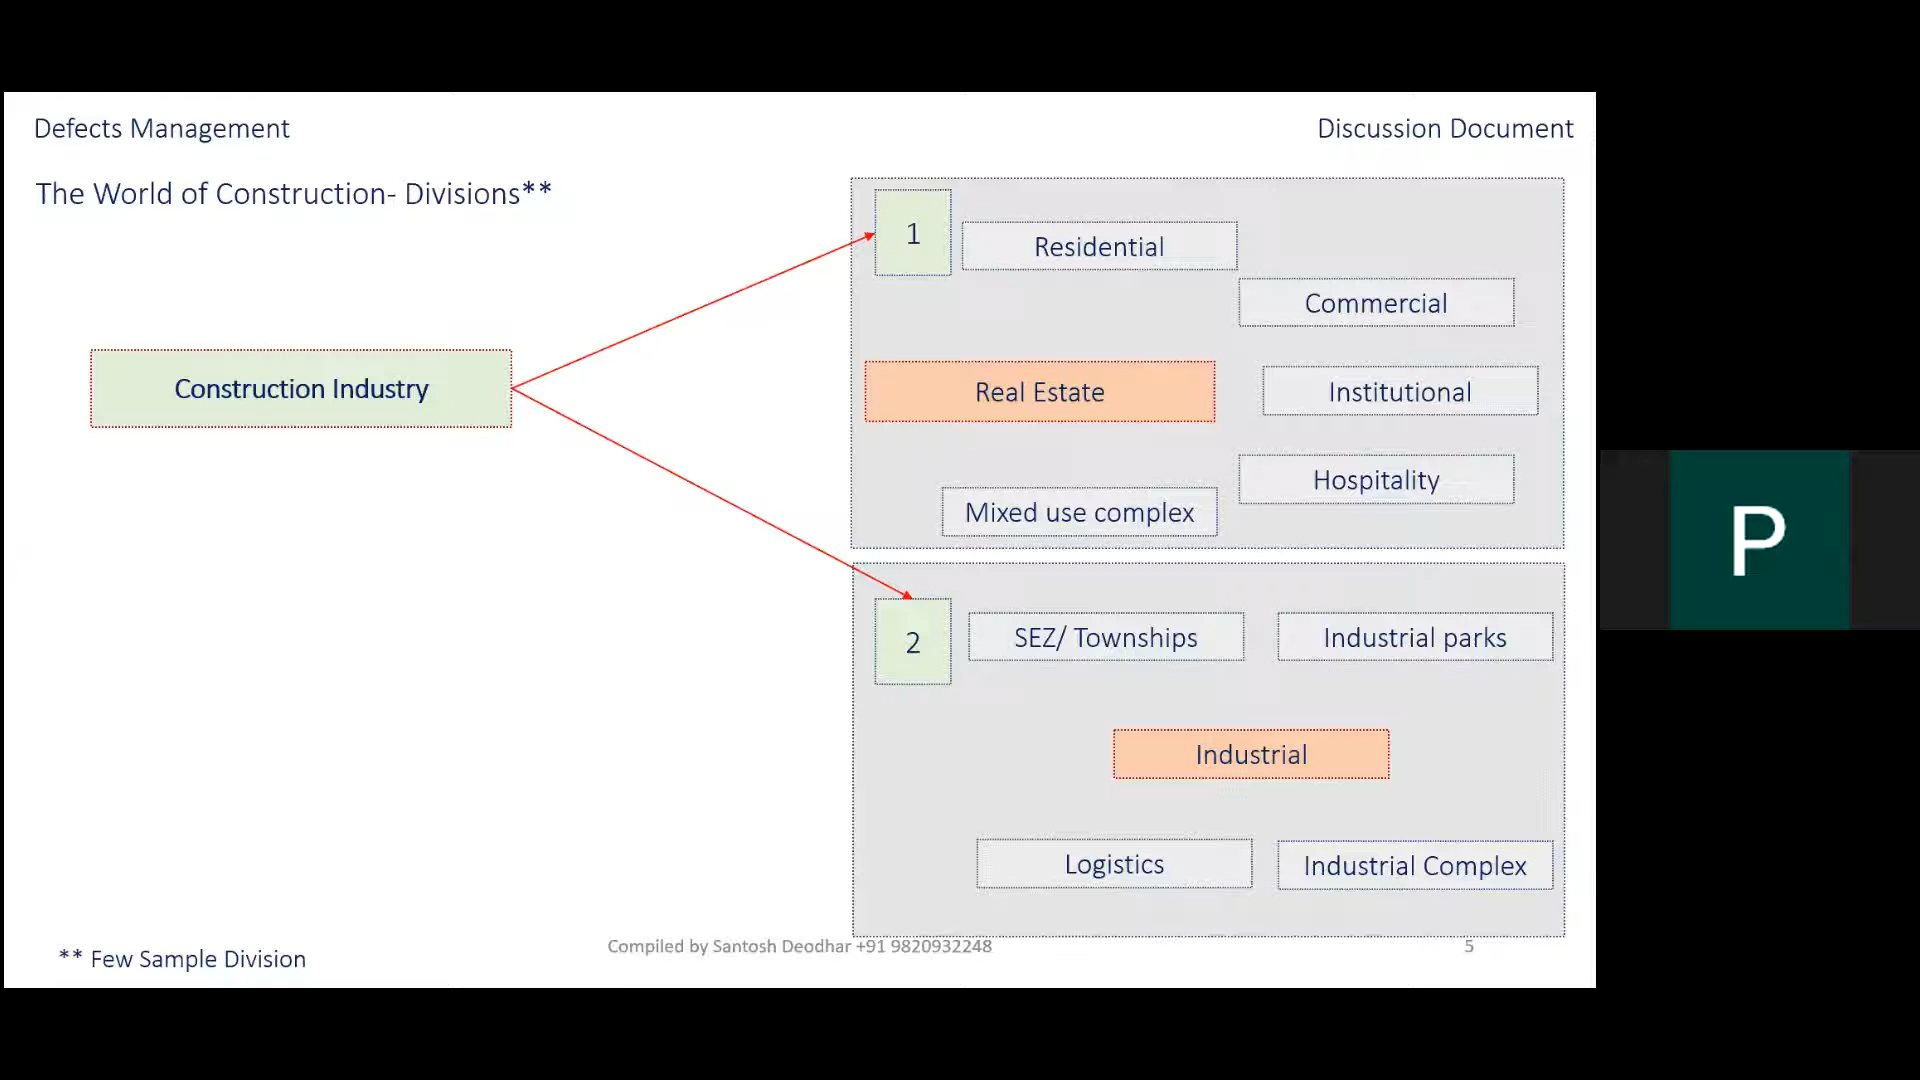 Defects Management
Discussion Document
The World of Construction- Divisions**
1
Residential
Commercial
Construction Industry
Real Estate
Institutional
Hospitality
Mixed use complex
P
2
SEZ/ Townships
Industrial parks
Industrial
Logistics
Industrial Complex
** Few Sample Division
Compiled by Santosh Deodhar +91 9820932248
5